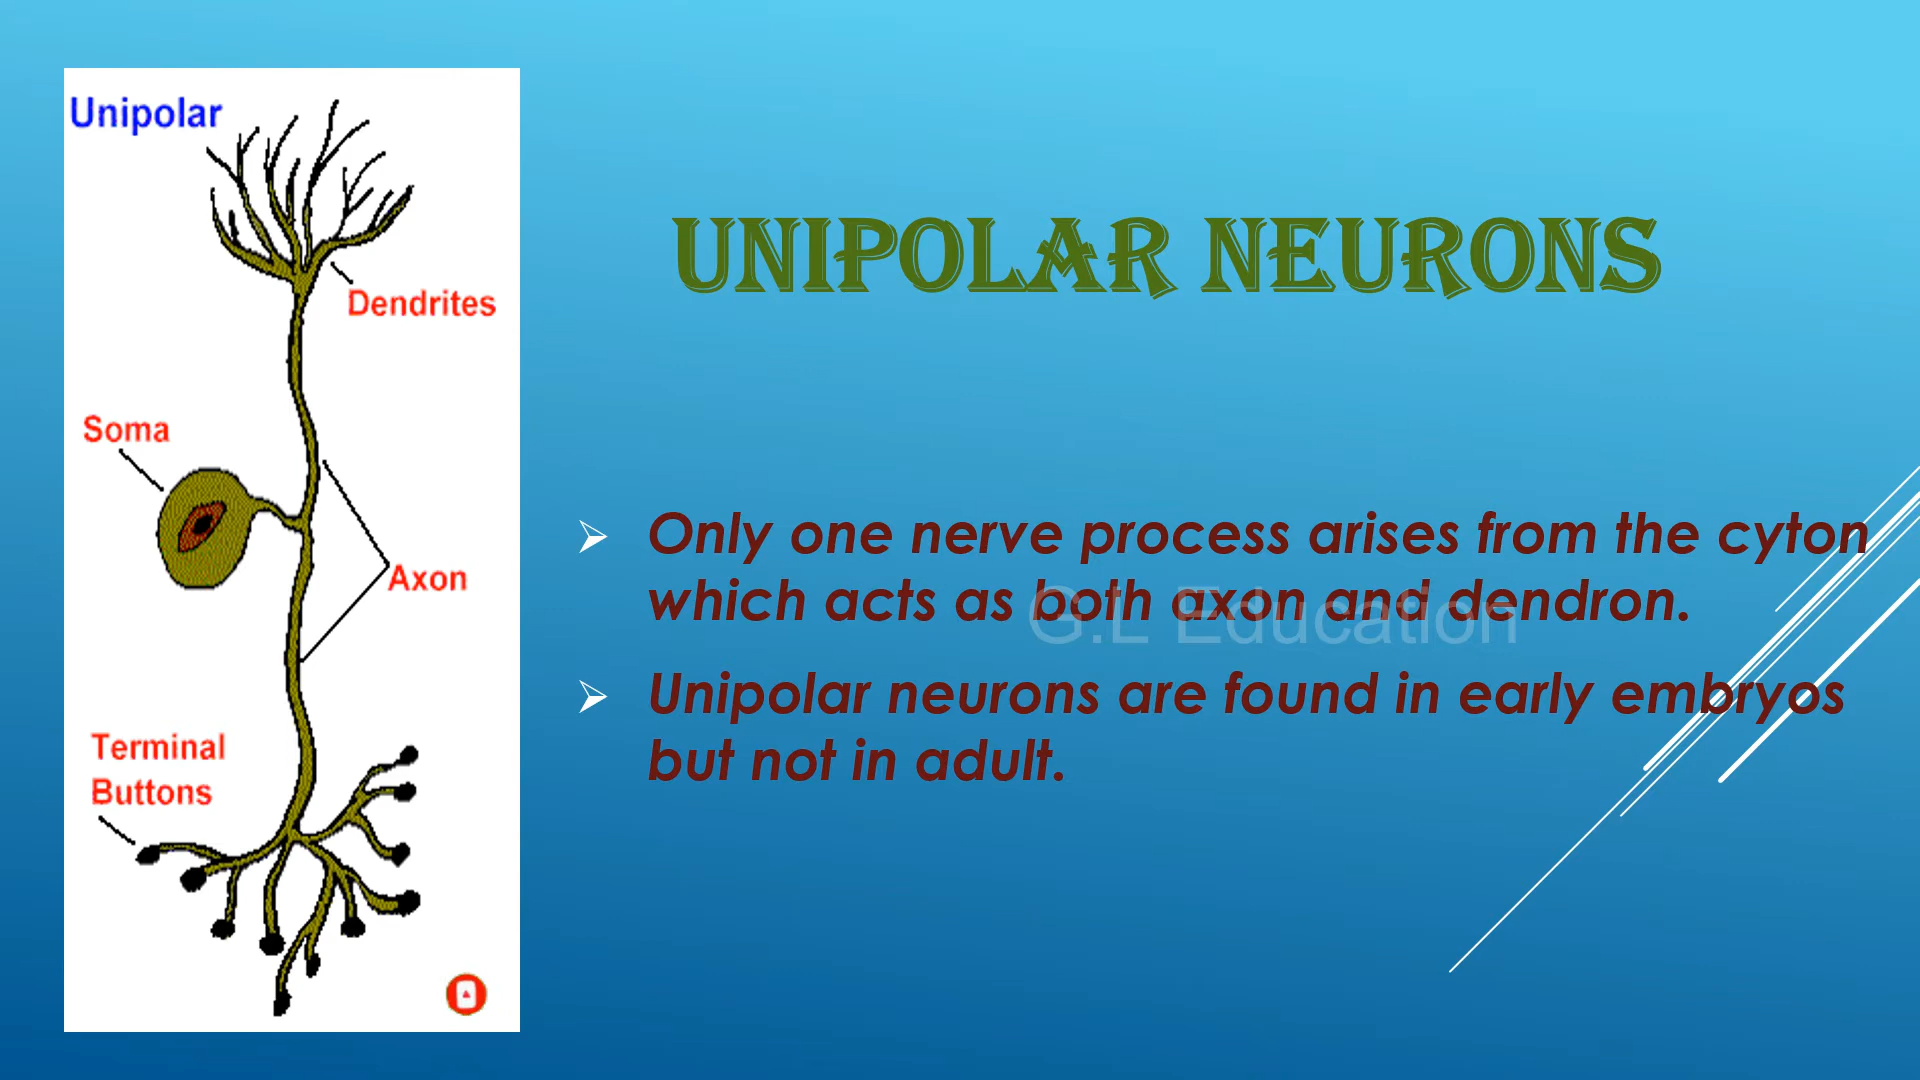 Unipolar
Dendrites
Soma
Axon
Terminal
Buttons
UNIPOLAR NEURONS
Only one nerve process arises from the cyton
which acts as both axon and dendron.
G.L Education
Unipolar neurons are found in early embryos
but not in adult.